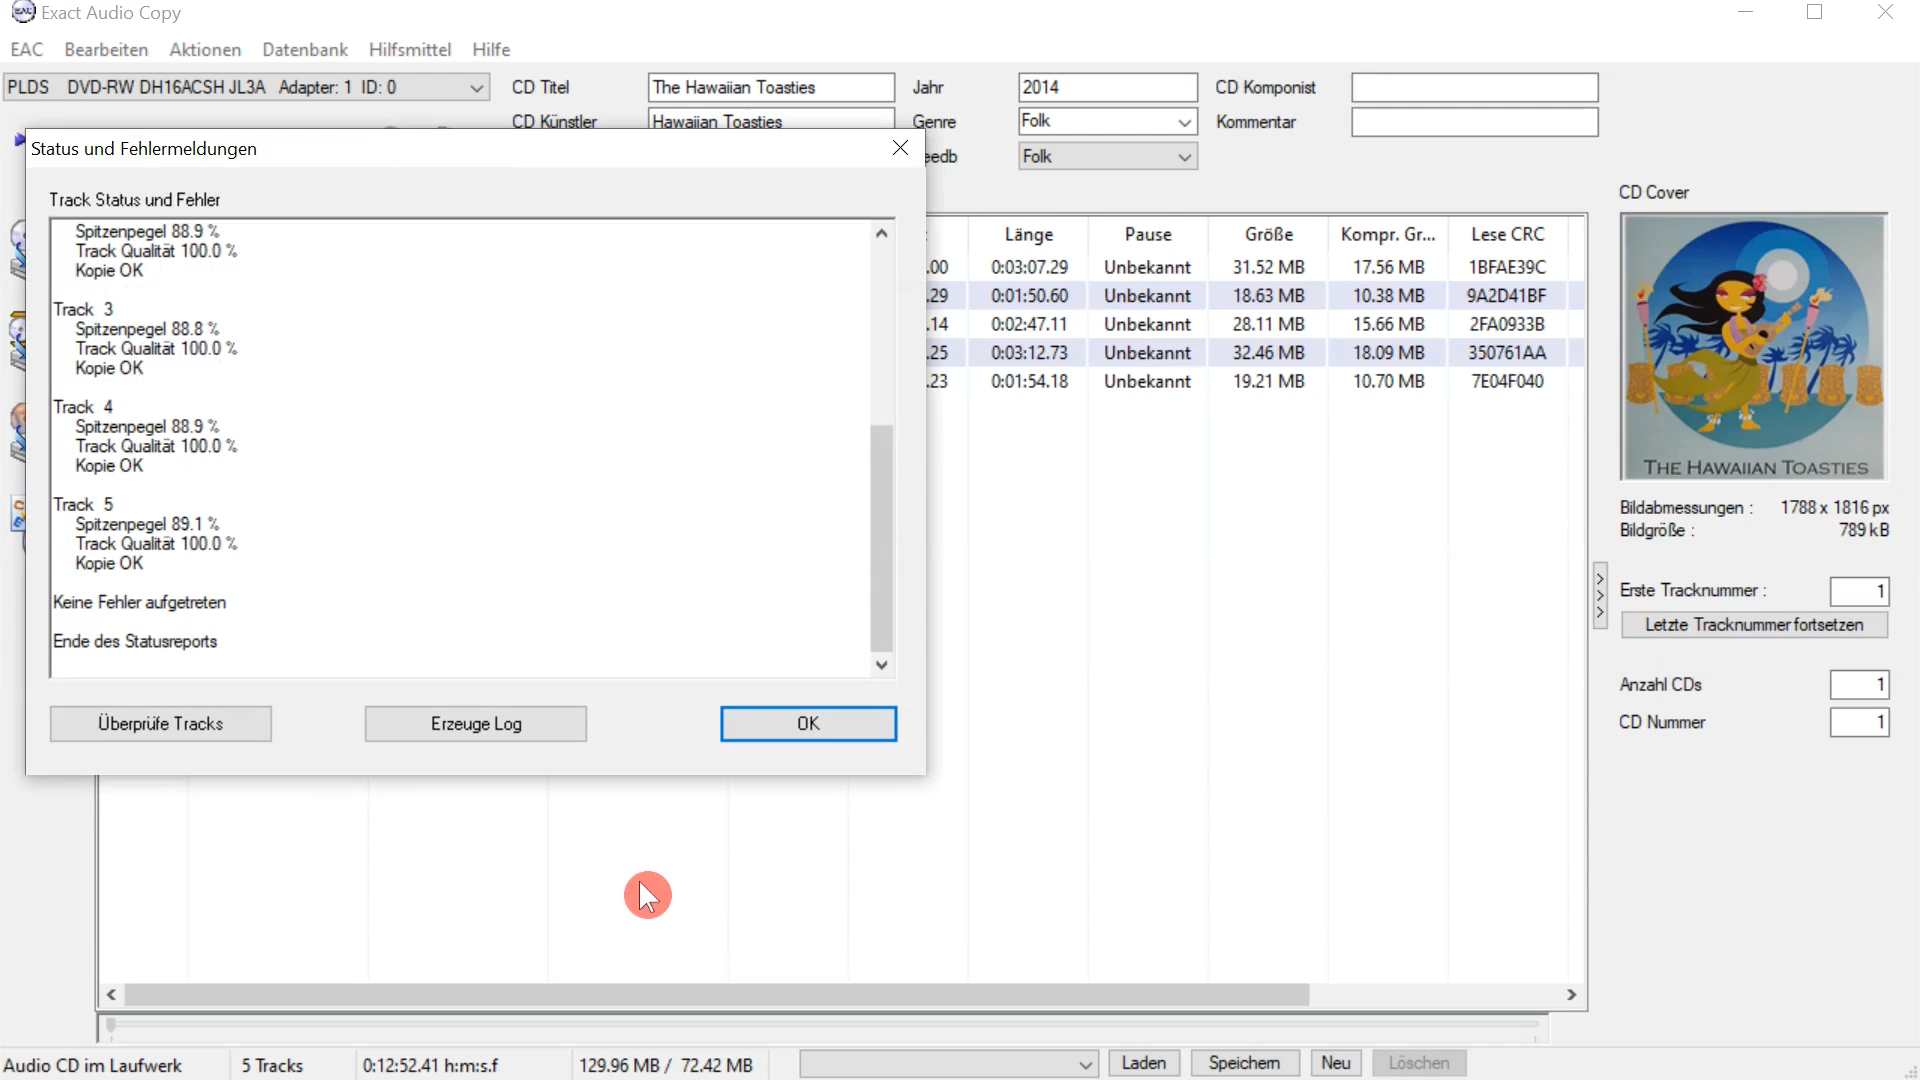 EAC Exact Audio Copy
EAC Bearbeiten Aktionen Datenbank Hilfsmittel Hilfe
PLDS DVD-RW DH16ACSH JL3A Adapter: 1 ID: 0
CD Titel The Hawaiian Toasties Jahr 2014 CD Komponist
CD Künstler Hawaiian Toasties Genre Folk Kommentar
eedb Folk
Status und Fehlermeldungen
Track Status und Fehler
Spitzenpegel 88.9 %
Track Qualität 100.0 %
Kopie OK
Track 3
Spitzenpegel 88.8 %
Track Qualität 100.0 %
Kopie OK
Track 4
Spitzenpegel 88.9 %
Track Qualität 100.0 %
Kopie OK
Track 5
Spitzenpegel 89.1 %
Track Qualität 100.0 %
Kopie OK
Keine Fehler aufgetreten
Ende des Statusreports
Überprüfe Tracks Erzeuge Log OK
Länge Pause Größe Kompr. Gr... Lese CRC
.00 0:03:07.29 Unbekannt 31.52 MB 17.56 MB 1BFAE39C
.29 0:01:50.60 Unbekannt 18.63 MB 10.38 MB 9A2D41BF
.14 0:02:47.11 Unbekannt 28.11 MB 15.66 MB 2FA0933B
.25 0:03:12.73 Unbekannt 32.46 MB 18.09 MB 350761AA
.23 0:01:54.18 Unbekannt 19.21 MB 10.70 MB 7E04F040
CD Cover
THE HAWAIIAN TOASTIES
Bildabmessungen : 1788 x 1816 px
Bildgröße : 789 kB
Erste Tracknummer : 1
Letzte Tracknummer fortsetzen
Anzahl CDs 1
CD Nummer 1
Audio CD im Laufwerk 5 Tracks 0:12:52.41 h:m:s.f 129.96 MB / 72.42 MB Laden Speichern Neu Löschen